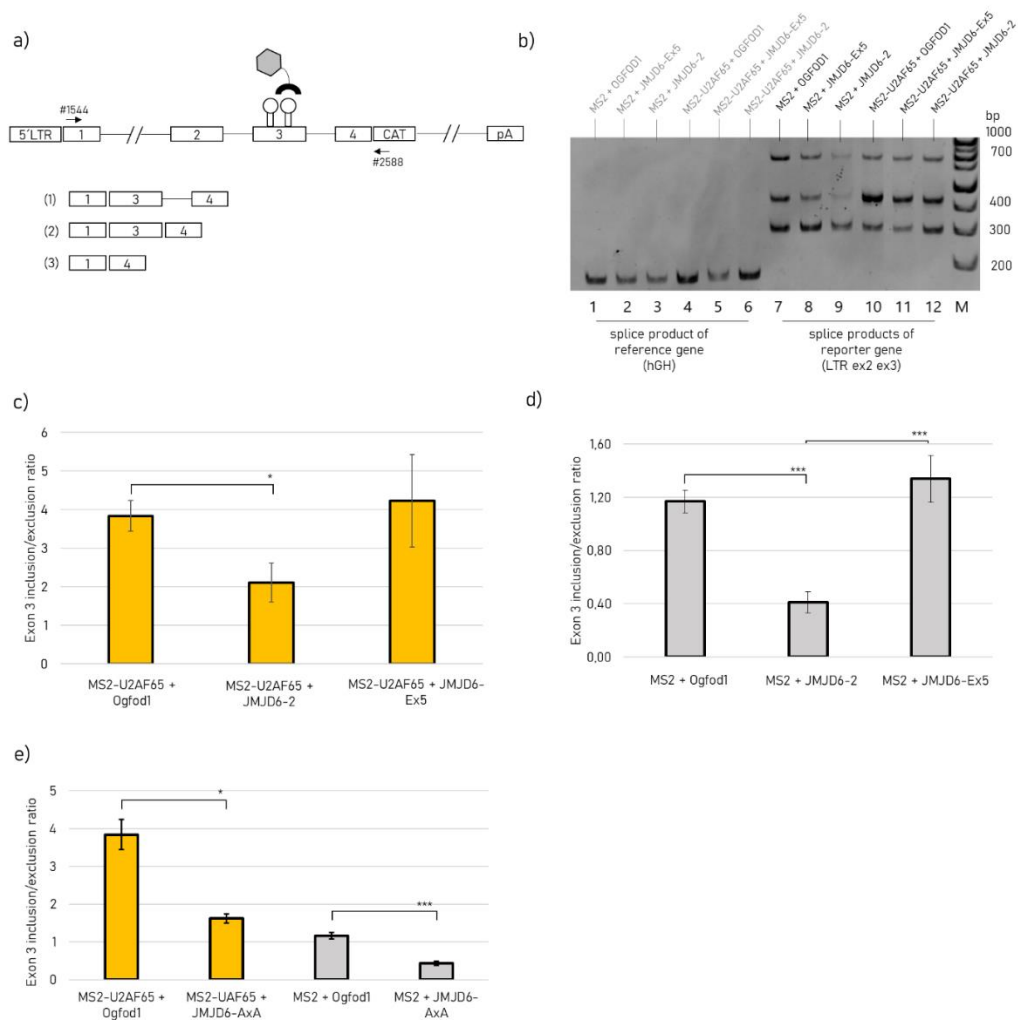 a)
#1544
5'LTR 1 2 3 4 CAT pA
#2588
(1) 1 3 4
(2) 1 3 4
(3) 1 4
b)
MS2 + OGFOD1
MS2 + JMJD6-Ex5
MS2 + JMJD6-2
MS2-U2AF65 + OGFOD1
MS2-U2AF65 + JMJD6-Ex5
MS2-U2AF65 + JMJD6-2
MS2 + OGFOD1
MS2 + JMJD6-Ex5
MS2 + JMJD6-2
MS2-U2AF65 + OGFOD1
MS2-U2AF65 + JMJD6-Ex5
MS2-U2AF65 + JMJD6-2
bp
1000
700
400
300
200
1 2 3 4 5 6 7 8 9 10 11 12 M
splice product of
reference gene
(hGH)
splice products of
reporter gene
(LTR ex2 ex3)
c)
Exon 3 inclusion/exclusion ratio
6
5
4
3
2
1
0
*
MS2-U2AF65 +
Ogfod1
MS2-U2AF65 +
JMJD6-2
MS2-U2AF65 + JMJD6-
Ex5
d)
Exon 3 inclusion/exclusion ratio
1,60
1,20
0,80
0,40
0,00
***
***
MS2 + Ogfod1
MS2 + JMJD6-2
MS2 + JMJD6-Ex5
e)
Exon 3 inclusion/exclusion ratio
5
4
3
2
1
0
*
***
MS2-U2AF65 +
Ogfod1
MS2-UAF65 +
JMJD6-AxA
MS2 + Ogfod1
MS2 + JMJD6-
AxA